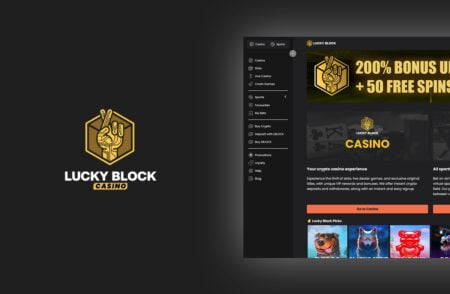 LUCKY BLOCK
CASINO
Casino
Sports
LUCKY BLOCK
Casino
Slots
Live Casino
Crash Games
Sports
Favourites
My Bets
Buy Crypto
Deposit with LBLOCK
Buy LBLOCK
Promotions
Loyalty
Help
Blog
200% BONUS U
+ 50 FREE SPINS
LUCKY BLOCK
CASINO
Your crypto casino experience
Experience the thrill of slots, live dealer games, and exclusive original
titles, with unique VIP rewards and bonuses. We offer instant crypto
deposits and withdrawals, along with an instant and easy signup.
Go to Casino
All sport
Lucky Block Picks